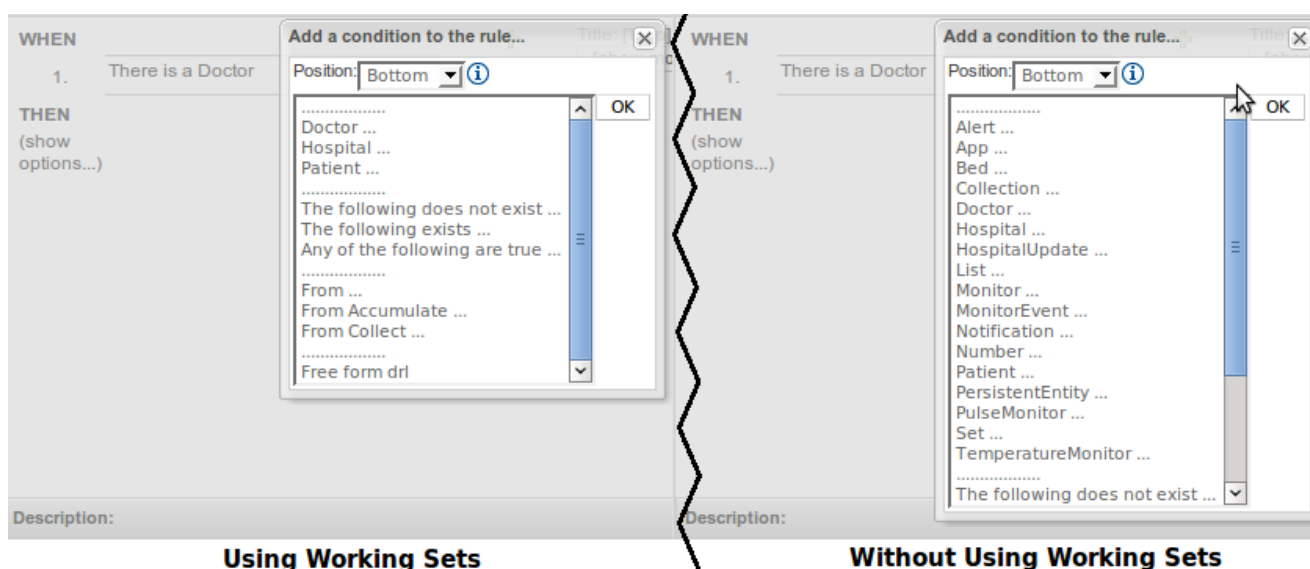 WHEN
1. There is a Doctor
THEN
(show
options...)
Add a condition to the rule...
Position: Bottom
OK
...................
Doctor ...
Hospital ...
Patient ...
...................
The following does not exist ...
The following exists ...
Any of the following are true ...
...................
From ...
From Accumulate ...
From Collect ...
...................
Free form drl
Description:
Using Working Sets
WHEN
1. There is a Doctor
THEN
(show
options...)
Add a condition to the rule...
Position: Bottom
OK
...................
Alert ...
App ...
Bed ...
Collection ...
Doctor ...
Hospital ...
HospitalUpdate ...
List ...
Monitor ...
MonitorEvent ...
Notification ...
Number ...
Patient ...
PersistentEntity ...
PulseMonitor ...
Set ...
TemperatureMonitor ...
...................
The following does not exist ...
Description:
Without Using Working Sets